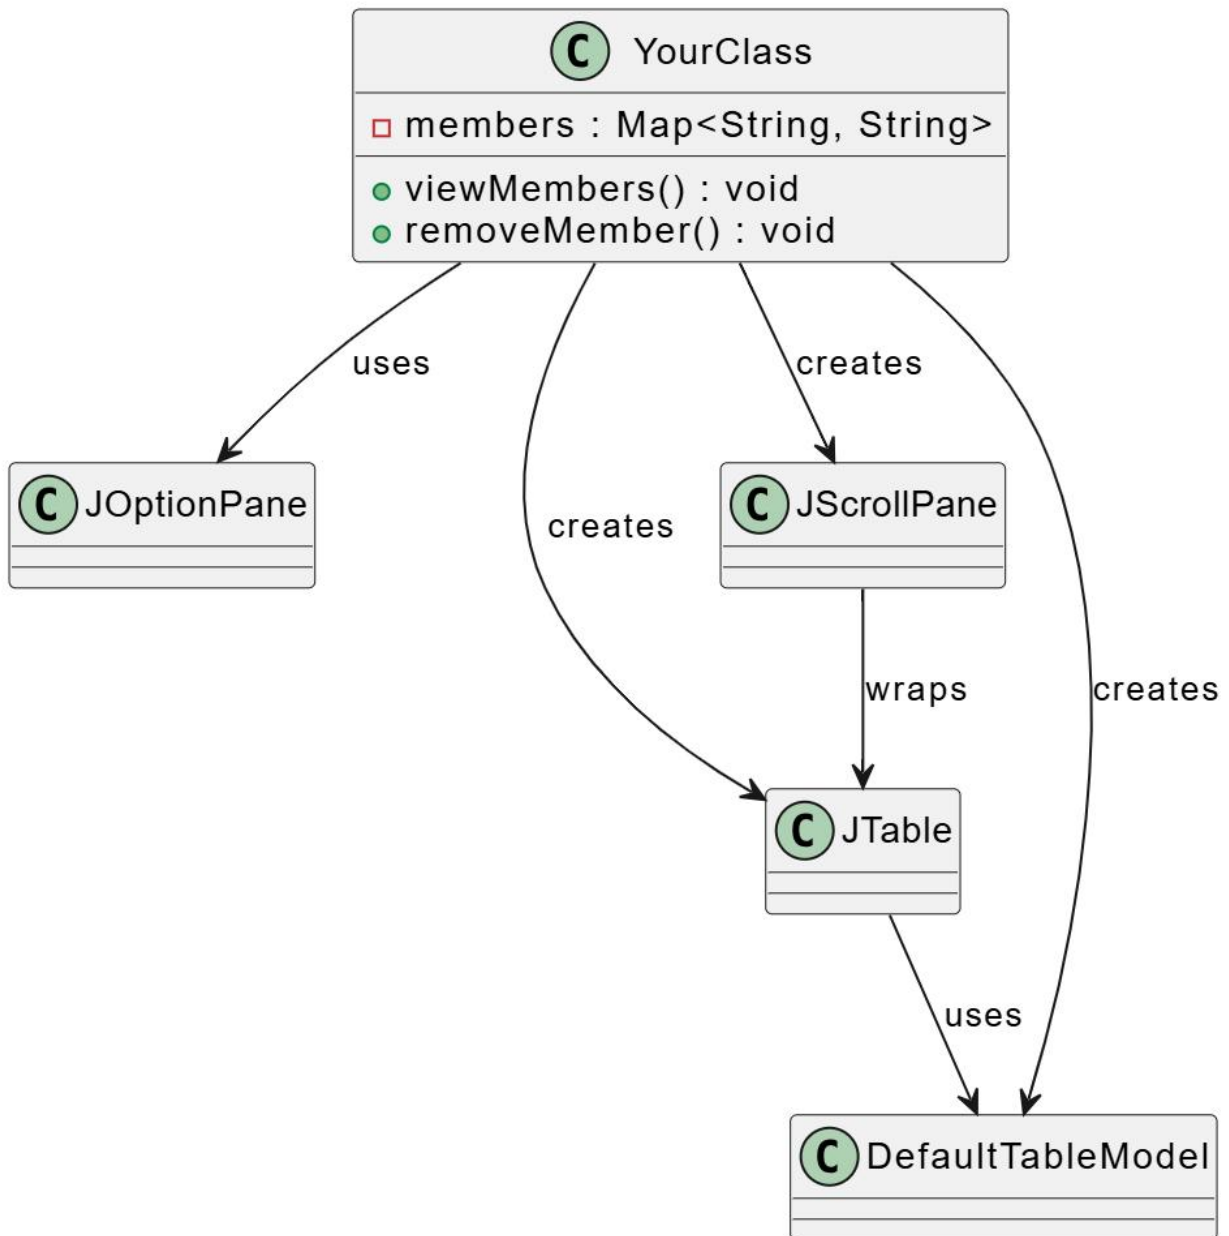 C YourClass
members : Map<String, String>
viewMembers() : void
removeMember() : void
uses
creates
C JOptionPane
C JScrollPane
creates
wraps
creates
C JTable
uses
C DefaultTableModel